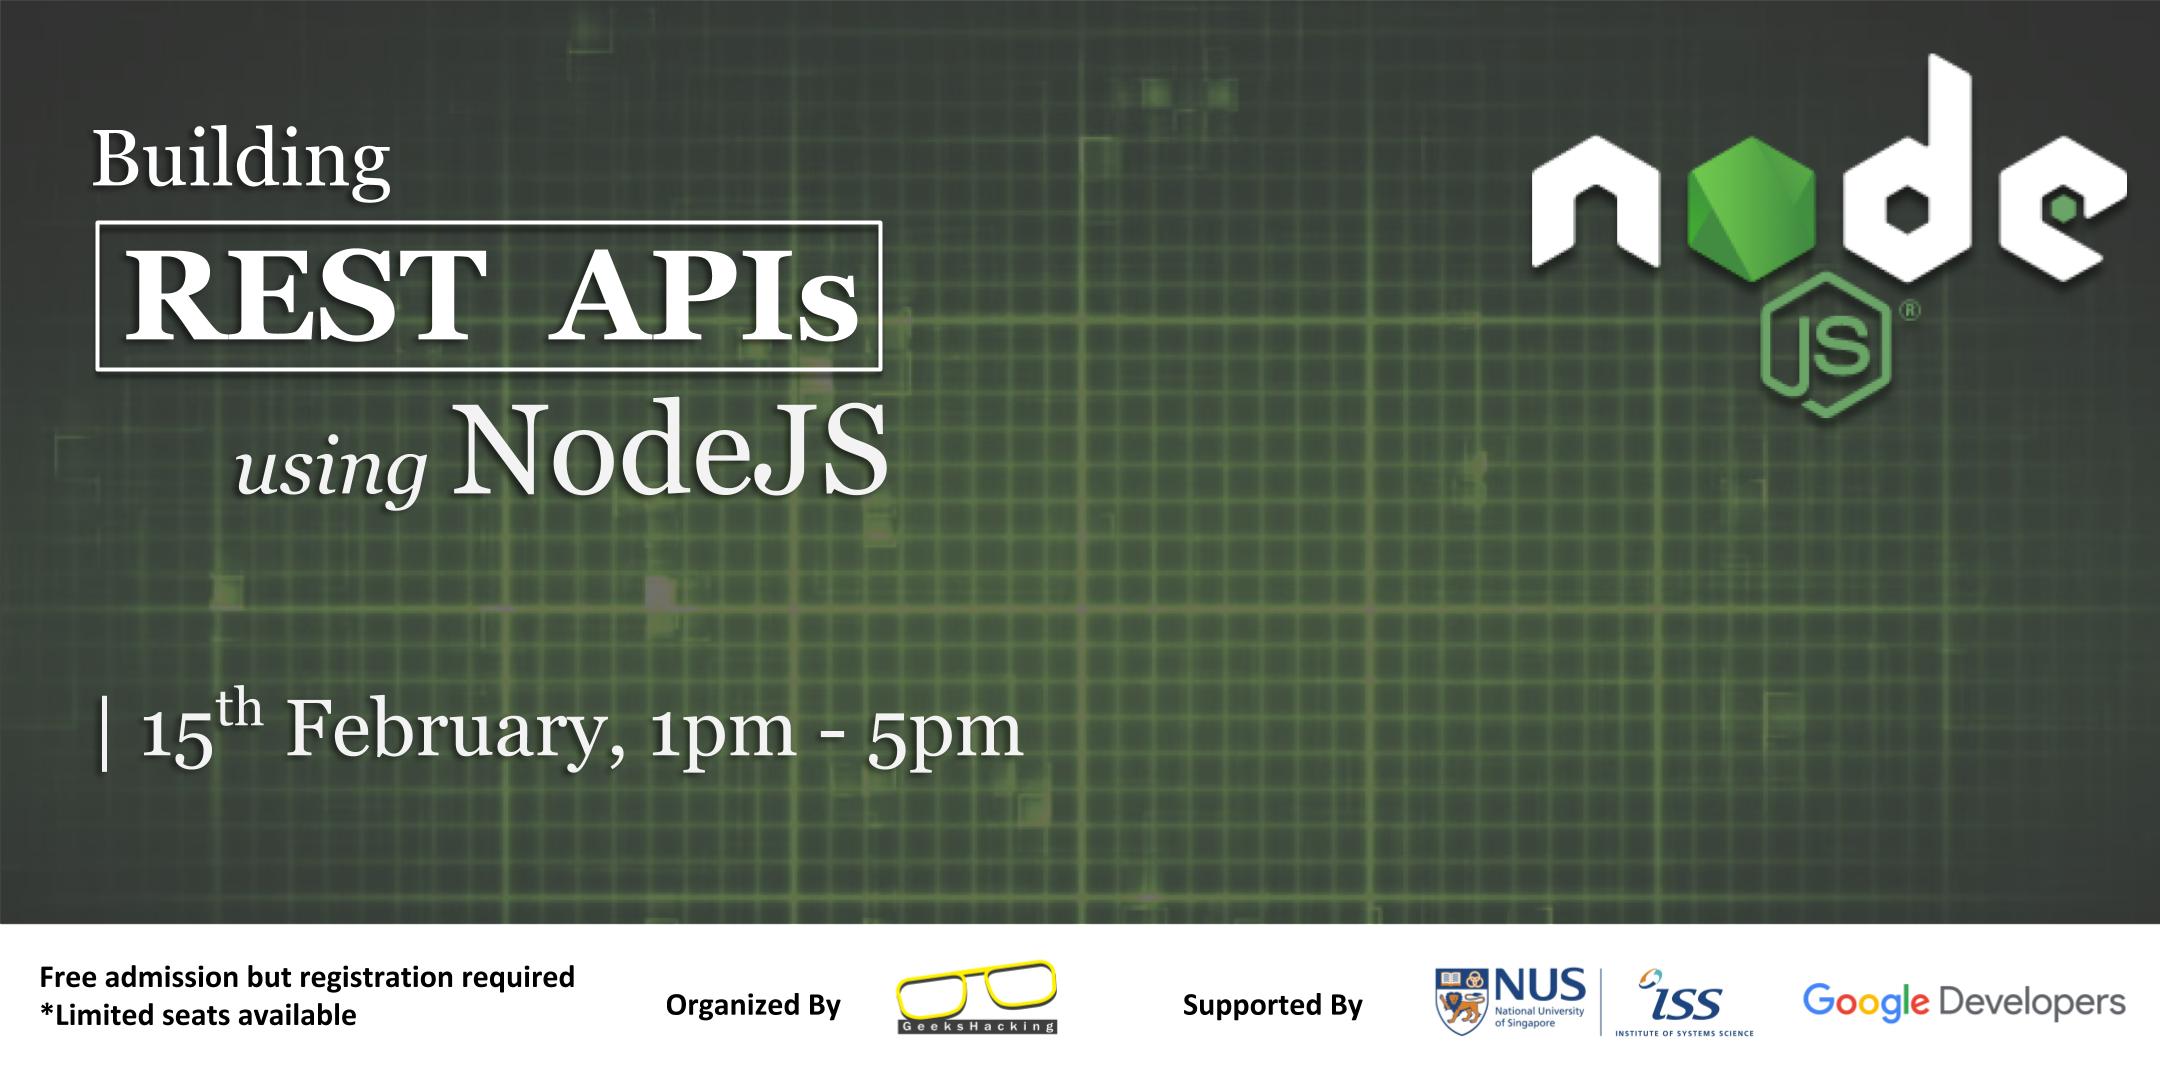 Building
REST APIs
using NodeJS
node
JS®
| 15th February, 1pm - 5pm
Free admission but registration required
*Limited seats available
Organized By
GeeksHacking
Supported By
NUS
National University
of Singapore
iss
INSTITUTE OF SYSTEMS SCIENCE
Google Developers